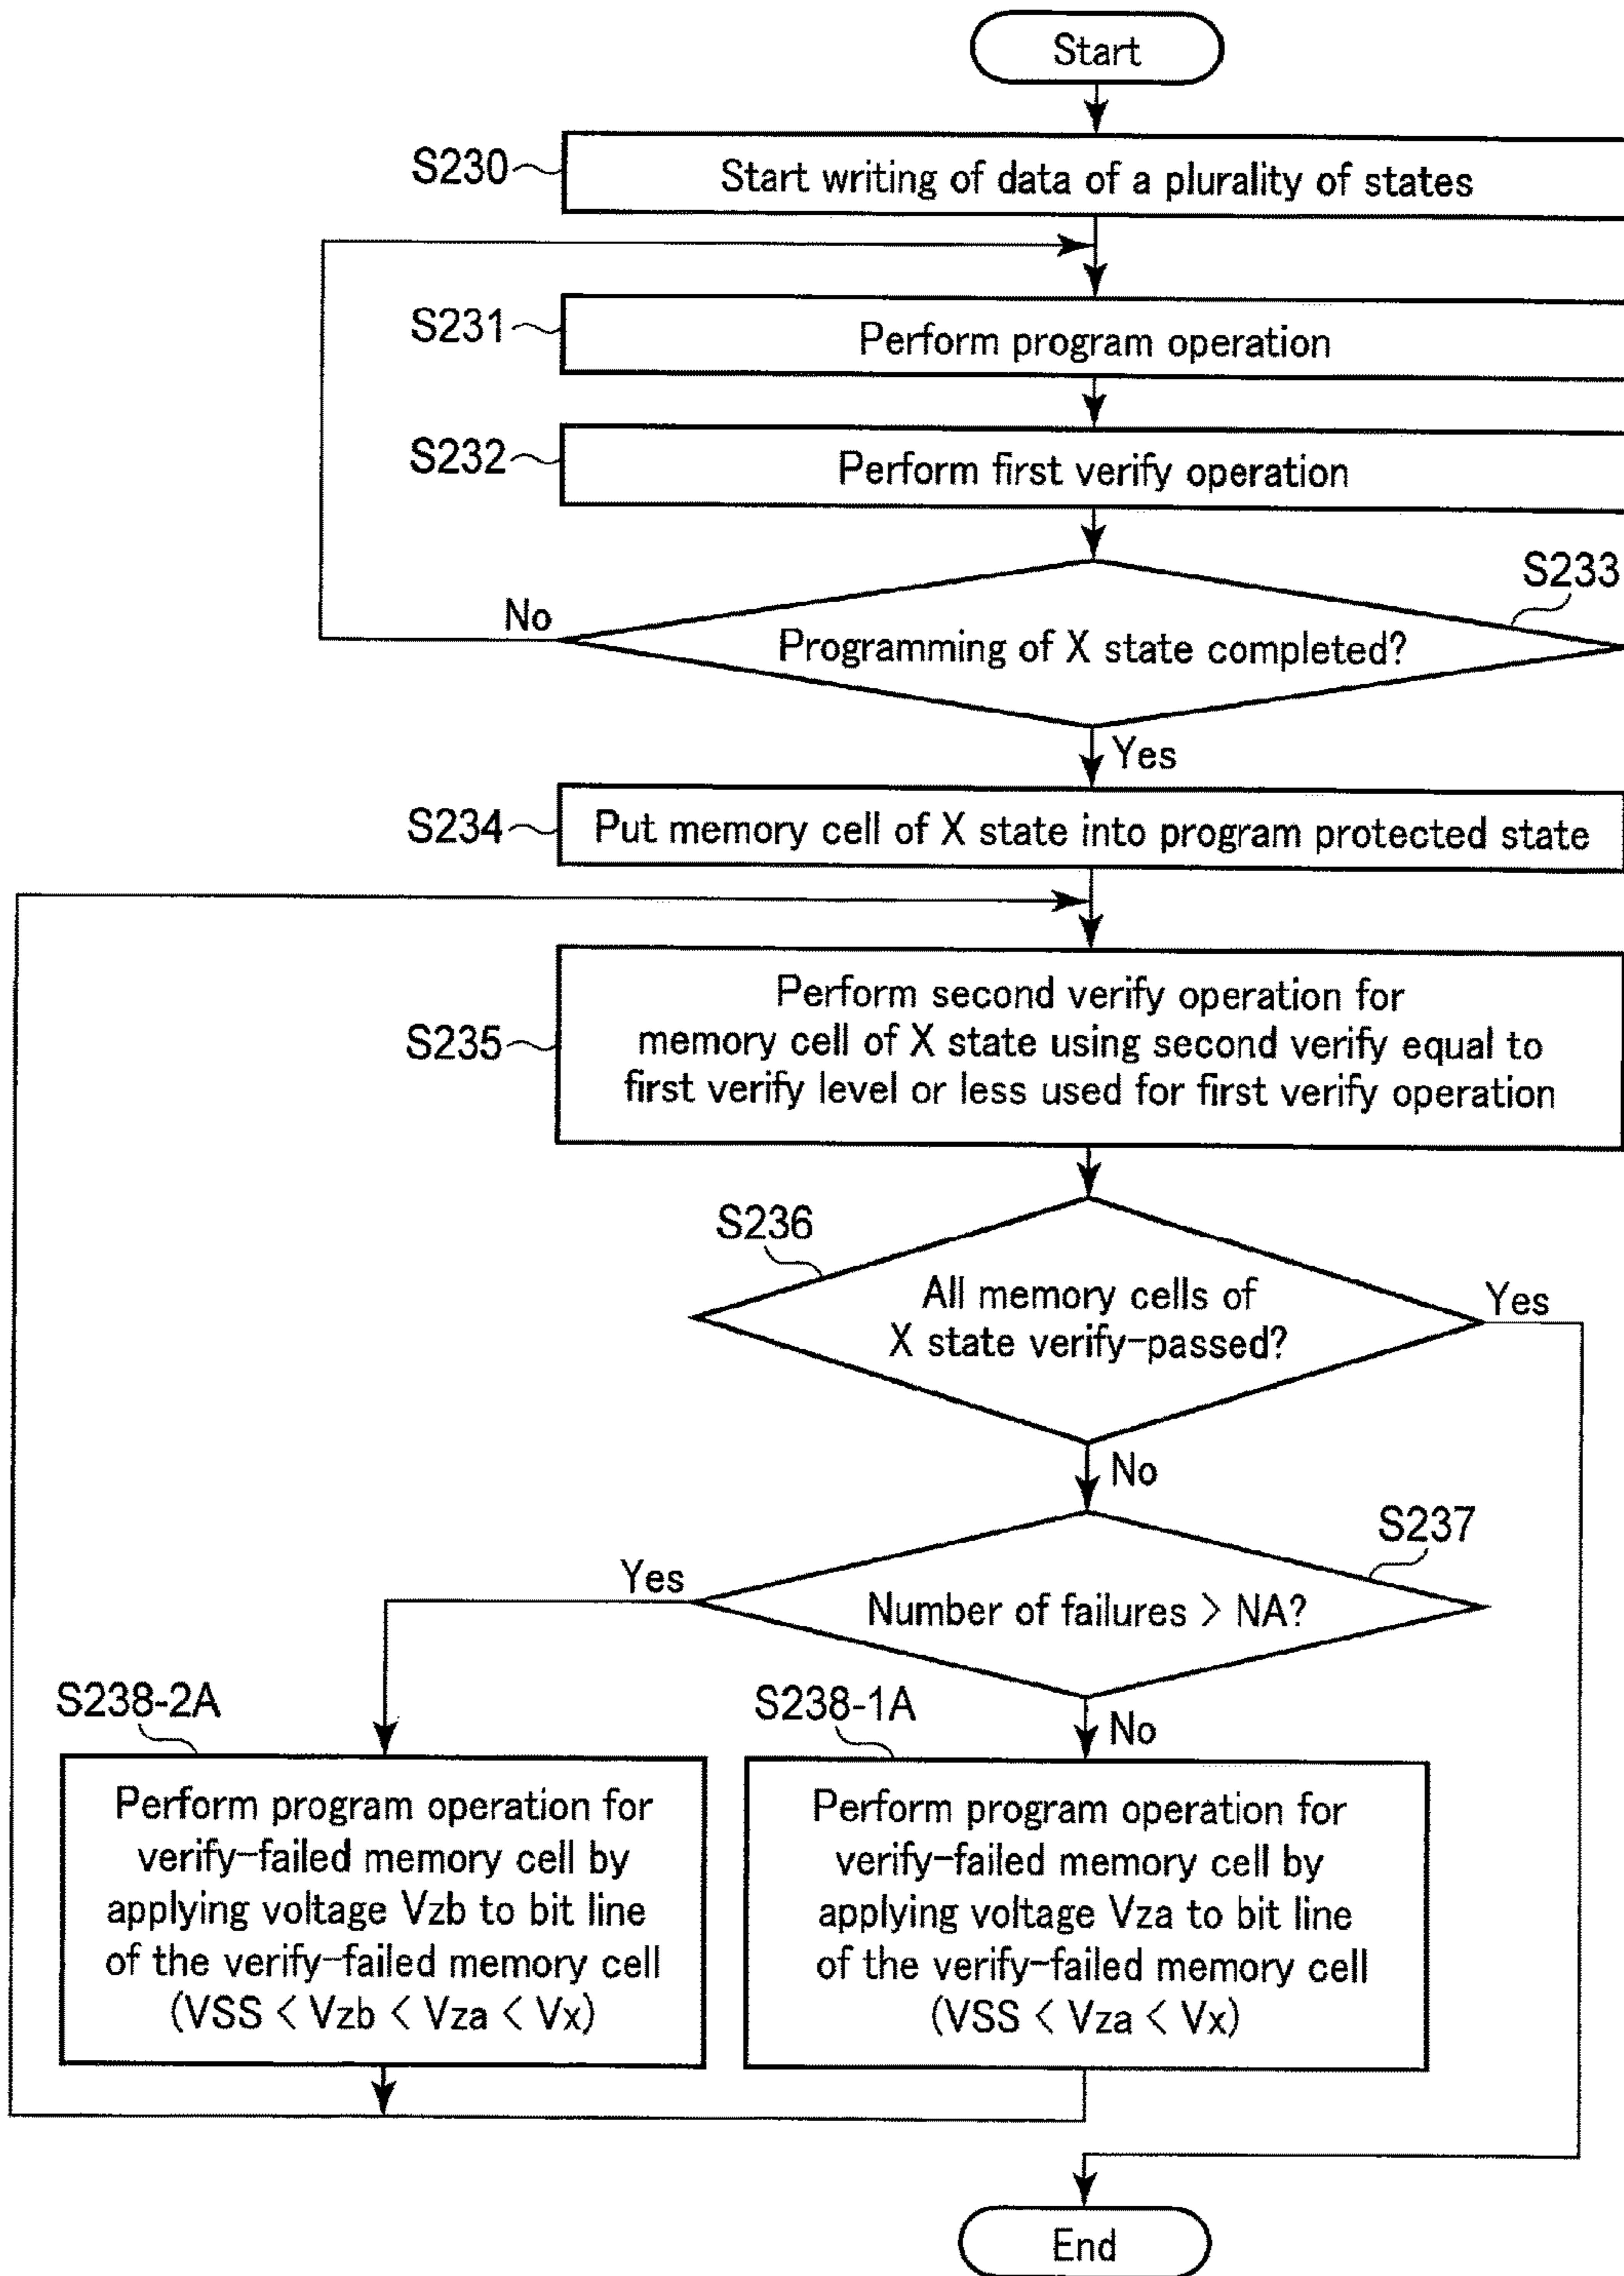 Start
S230
Start writing of data of a plurality of states
S231
Perform program operation
S232
Perform first verify operation
S233
No
Programming of X state completed?
Yes
S234
Put memory cell of X state into program protected state
S235
Perform second verify operation for
memory cell of X state using second verify equal to
first verify level or less used for first verify operation
S236
All memory cells of
X state verify-passed?
Yes
No
S237
Yes
Number of failures > NA?
S238-2A
S238-1A
No
Perform program operation for
verify-failed memory cell by
applying voltage Vzb to bit line
of the verify-failed memory cell
(VSS < Vzb < Vza < Vx)
Perform program operation for
verify-failed memory cell by
applying voltage Vza to bit line
of the verify-failed memory cell
(VSS < Vza < Vx)
End